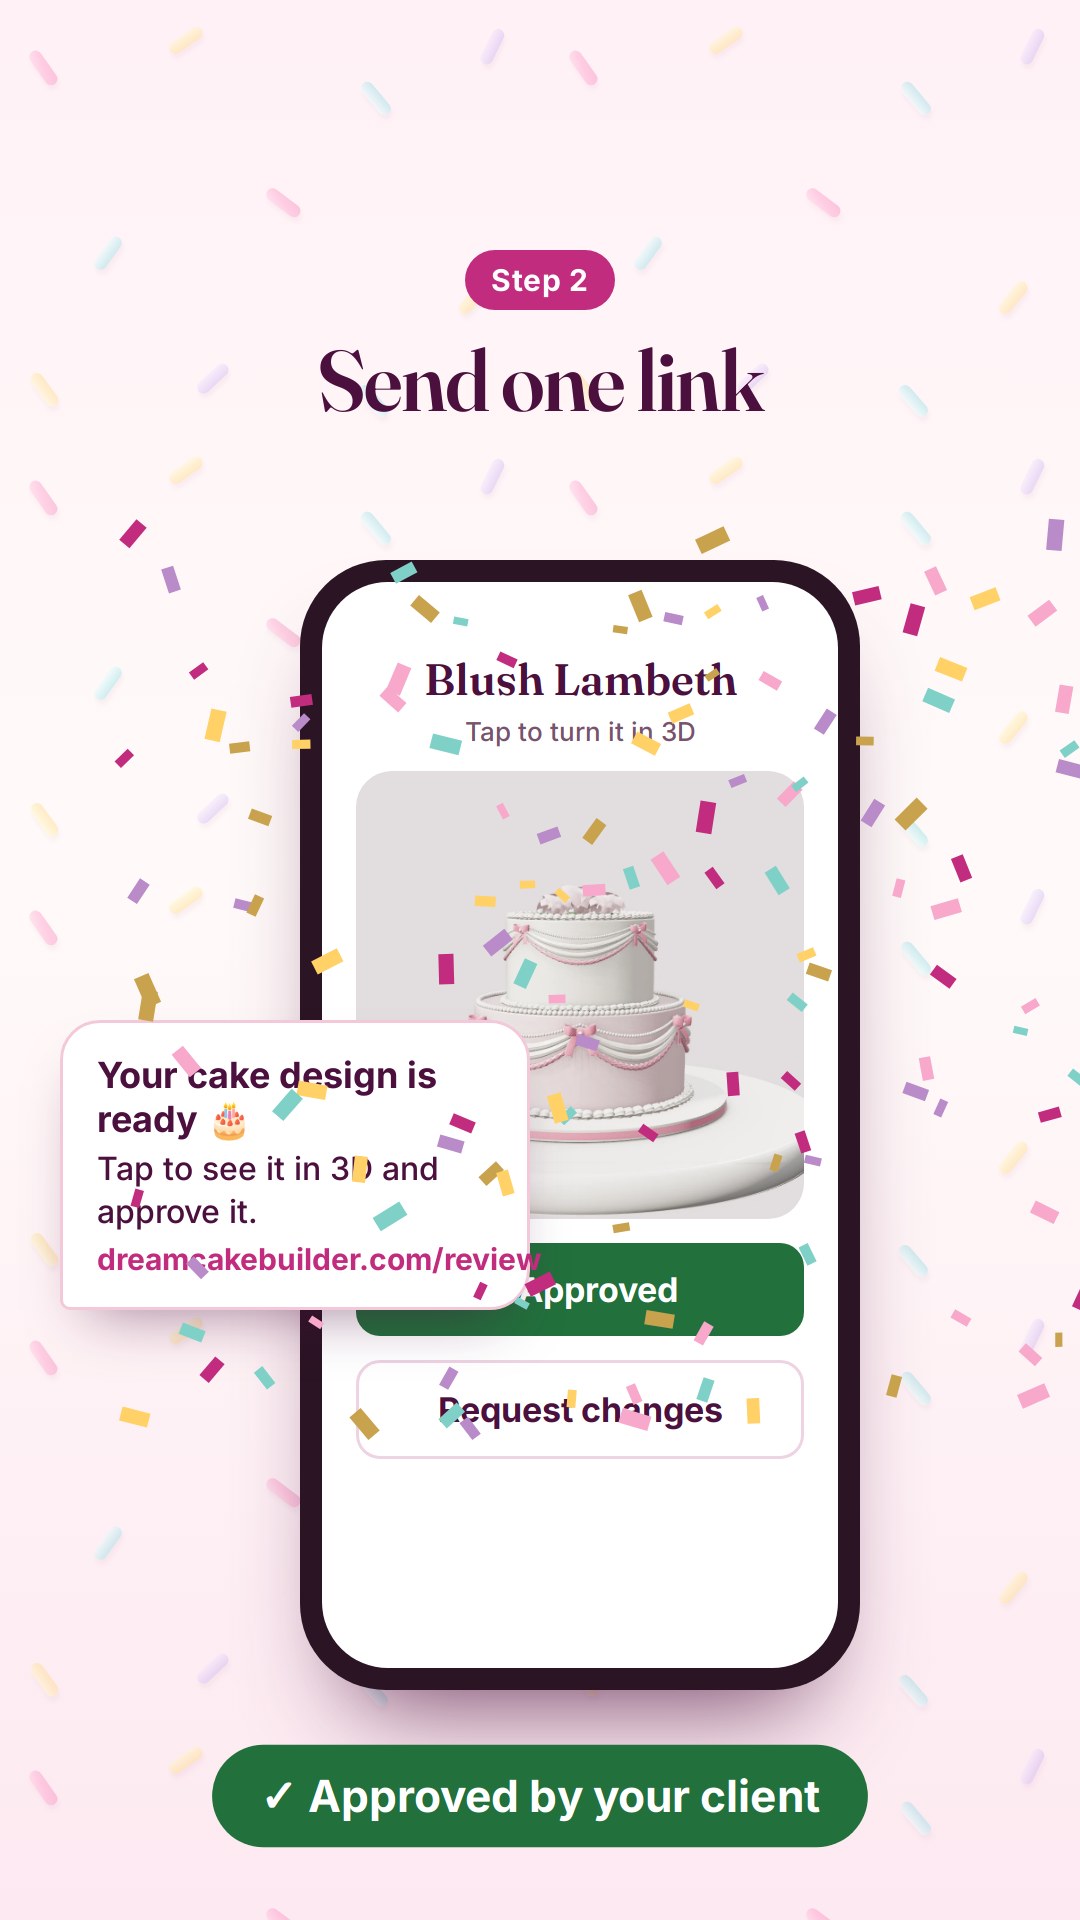 Step 2
Send one link
Blush Lambeth
Tap to turn it in 3D
Your cake design is
ready 🎂
Tap to see it in 3D and
approve it.
dreamcakebuilder.com/review
Approved
Request changes
✓ Approved by your client